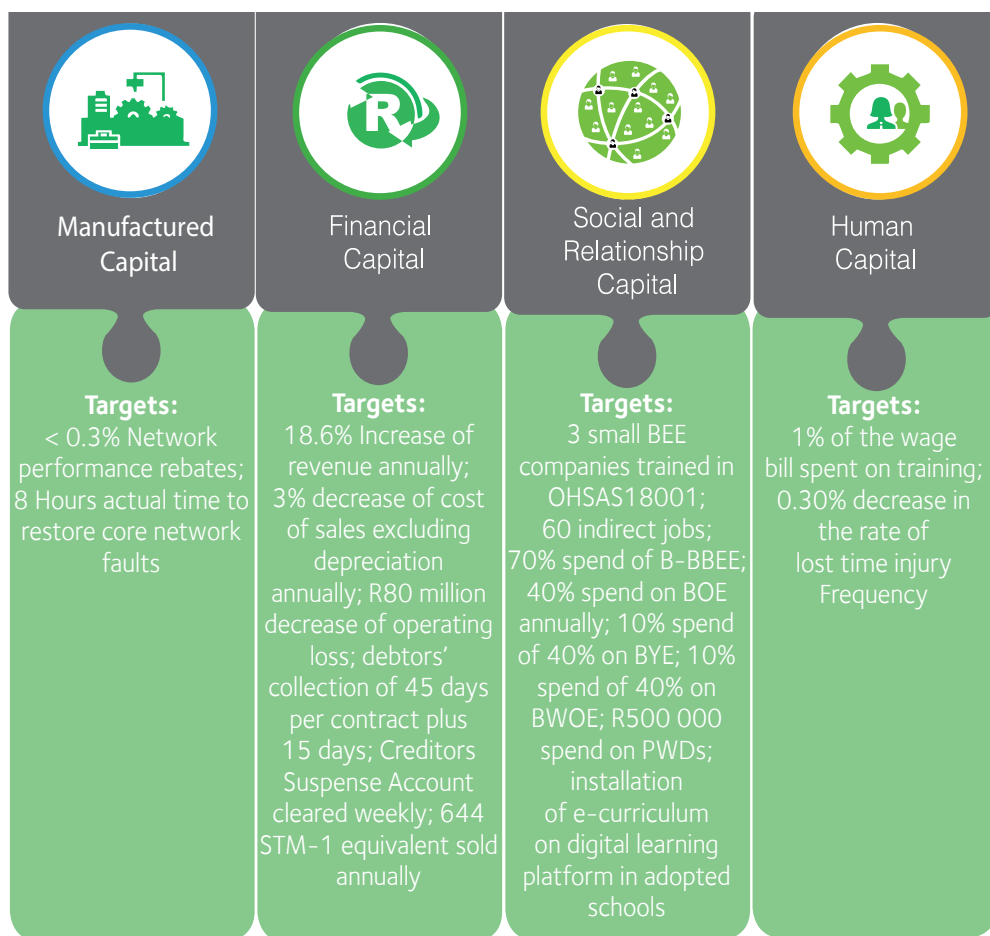 Manufactured
Capital
Targets:
< 0.3% Network
performance rebates;
8 Hours actual time to
restore core network
faults
R
Financial
Capital
Targets:
18.6% Increase of
revenue annually;
3% decrease of cost
of sales excluding
depreciation
annually; R80 million
decrease of operating
loss; debtors’
collection of 45 days
per contract plus
15 days; Creditors
Suspense Account
cleared weekly; 644
STM-1 equivalent sold
annually
Social and
Relationship
Capital
Targets:
3 small BEE
companies trained in
OHSAS18001;
60 indirect jobs;
70% spend of B-BBEE;
40% spend on BOE
annually; 10% spend
of 40% on BYE; 10%
spend of 40% on
BWOE; R500 000
spend on PWDs;
installation
of e-curriculum
on digital learning
platform in adopted
schools
Human
Capital
Targets:
1% of the wage
bill spent on training;
0.30% decrease in
the rate of
lost time injury
Frequency